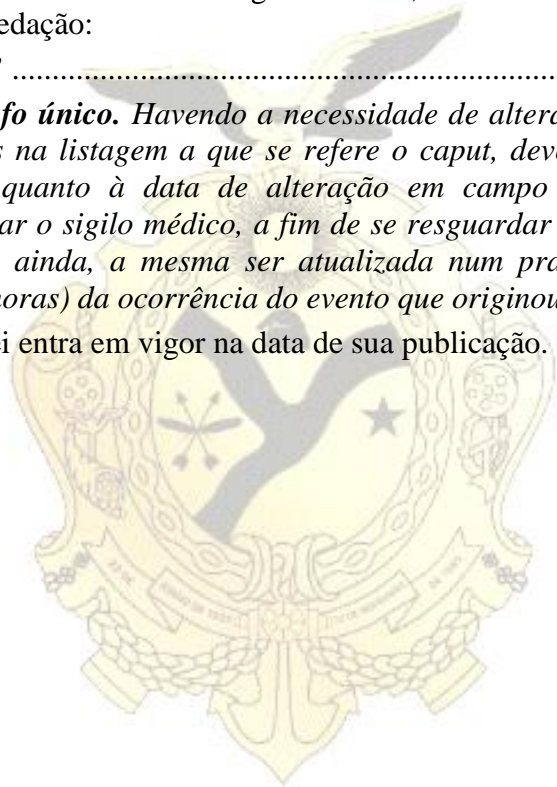 edação:
" ................................................................
fo único. Havendo a necessidade de altera
s na listagem a que se refere o caput, deve
quanto à data de alteração em campo
ar o sigilo médico, a fim de se resguardar
ainda, a mesma ser atualizada num pra
horas) da ocorrência do evento que originou
i entra em vigor na data de sua publicação.